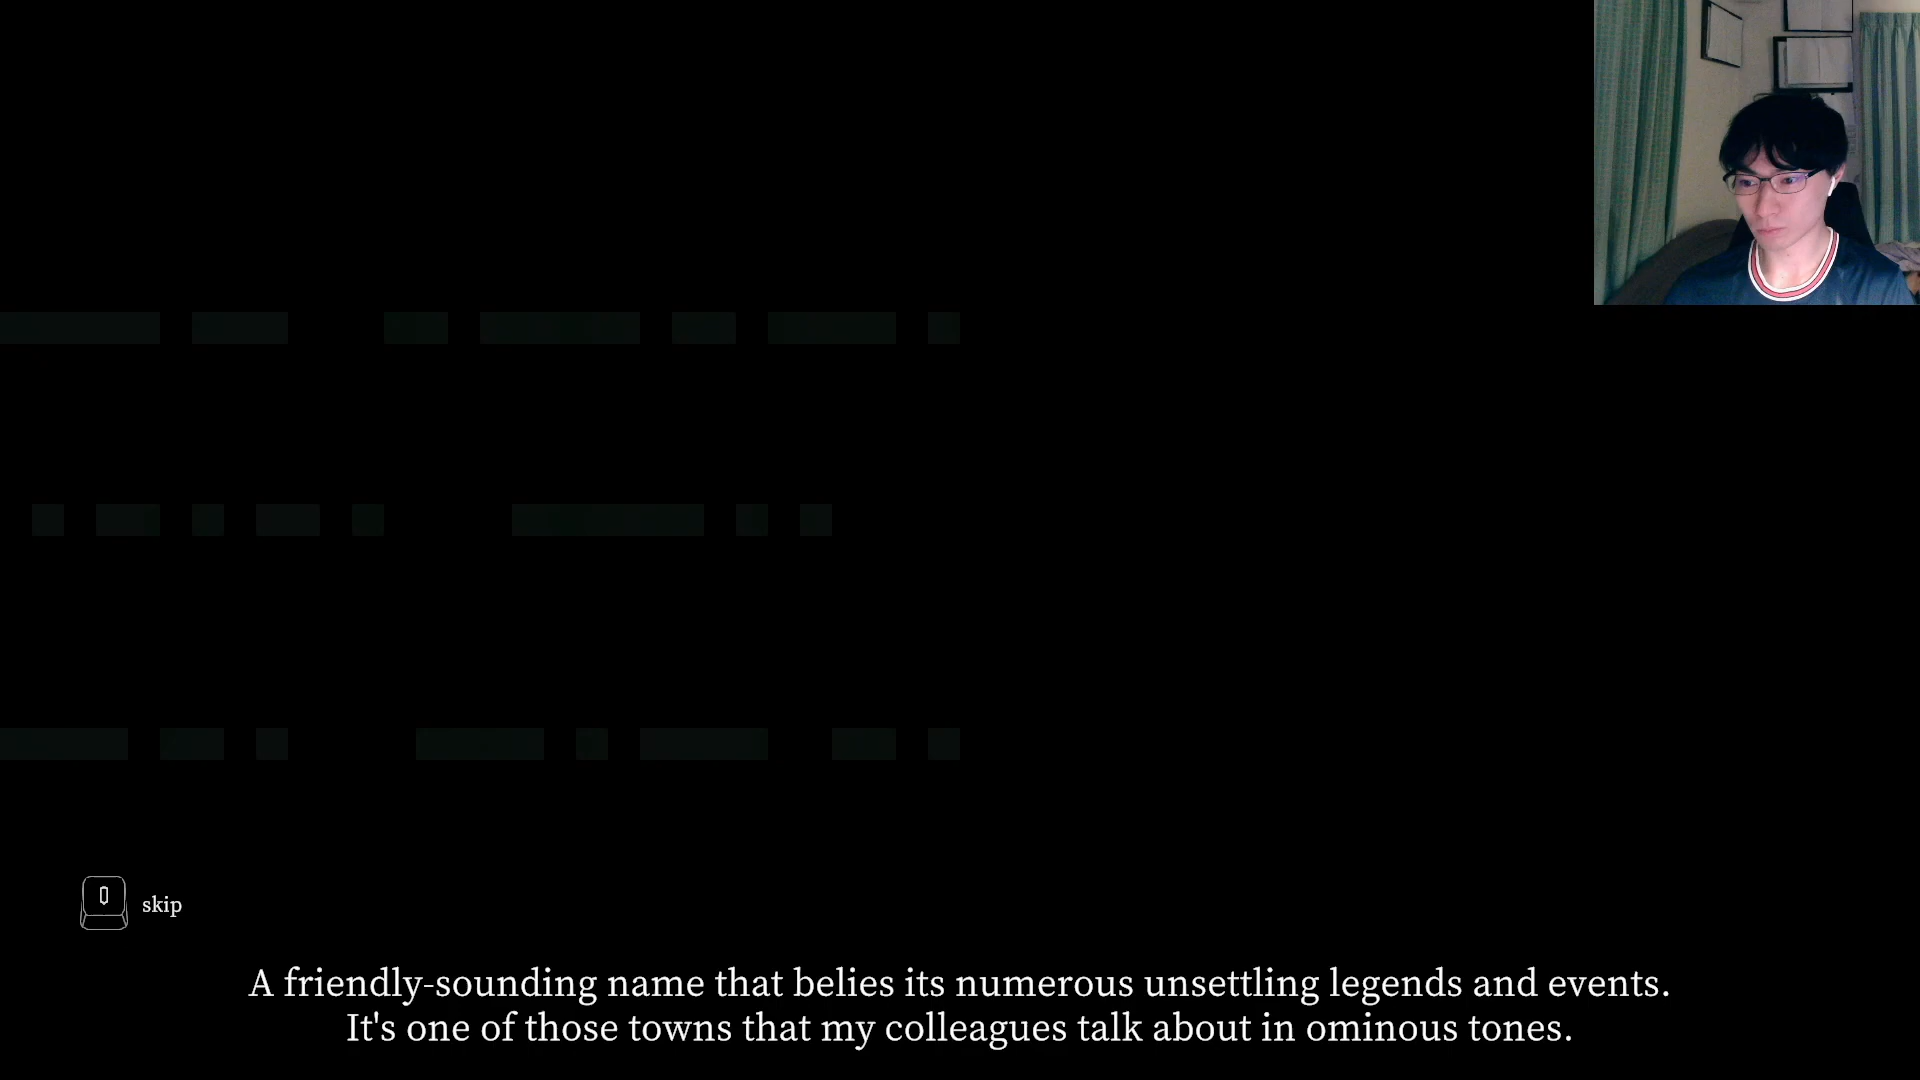 skip
A friendly-sounding name that belies its numerous unsettling legends and events.
It's one of those towns that my colleagues talk about in ominous tones.